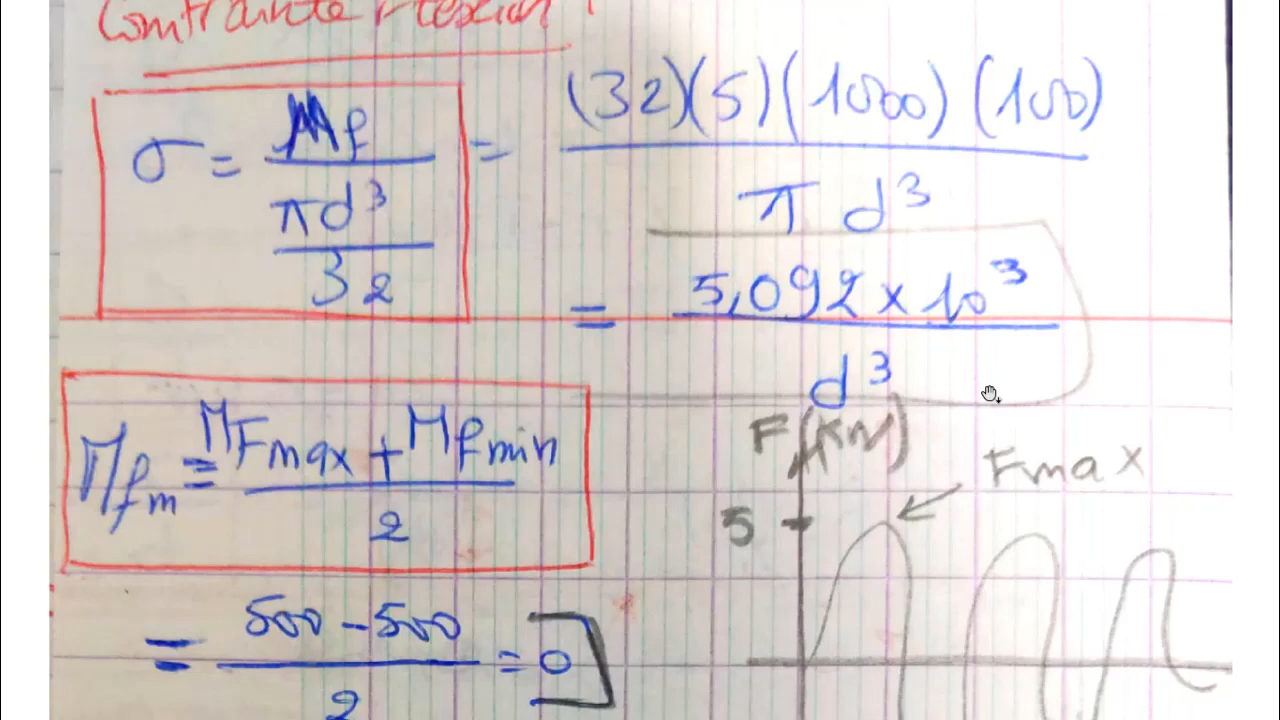 Contrainte flexion :
σ = Mf / (πd³ / 32) = (32)(5)(1000)(100) / π d³
= 5,092 x 10³ / d³
Mfm = MFmax + Mfmin / 2
= 500 - 500 / 2 = 0
F (KN)
Fmax
5